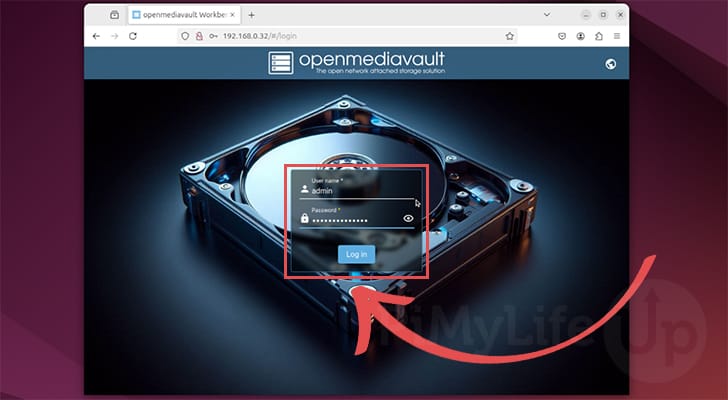 openmediavault Workbe
192.168.0.32/#/login
openmediavault
The open network attached storage solution
User name *
admin
Password *
••••••••••••••
Log in
PiMyLifeUp